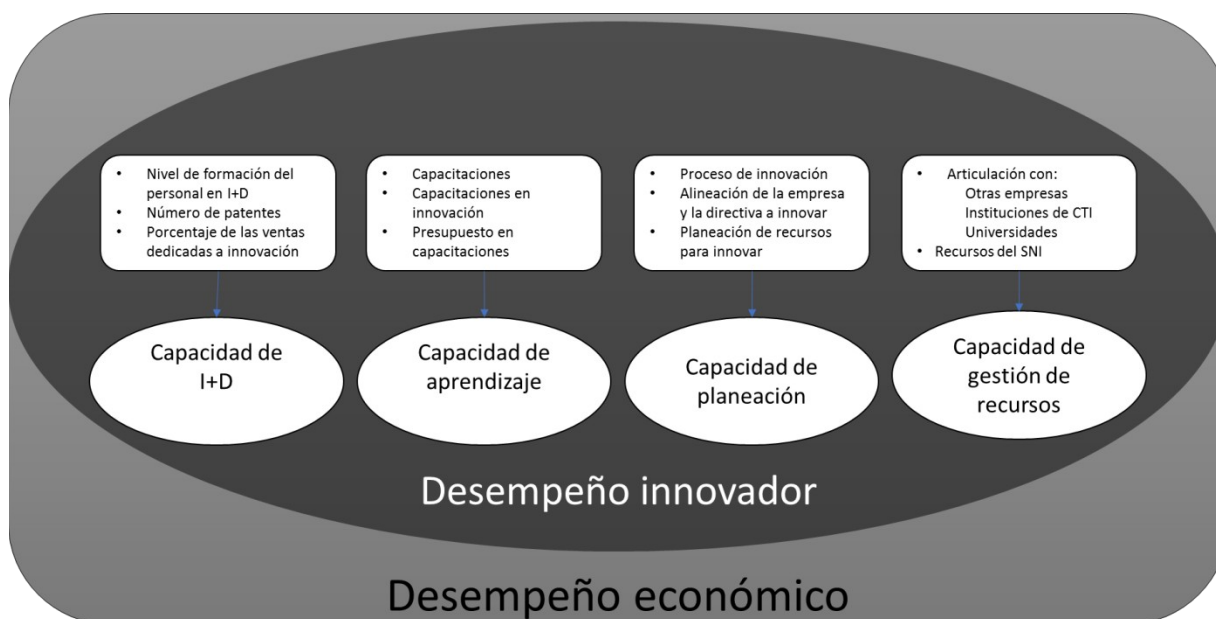 • Nivel de formación del
personal en I+D
• Número de patentes
• Porcentaje de las ventas
dedicadas a innovación
• Capacitaciones
• Capacitaciones en
innovación
• Presupuesto en
capacitaciones
• Proceso de innovación
• Alineación de la empresa
y la directiva a innovar
• Planeación de recursos
para innovar
• Articulación con:
Otras empresas
Instituciones de CTI
Universidades
• Recursos del SNI
Capacidad de
I+D
Capacidad de
aprendizaje
Capacidad de
planeación
Capacidad de
gestión de
recursos
Desempeño innovador
Desempeño económico